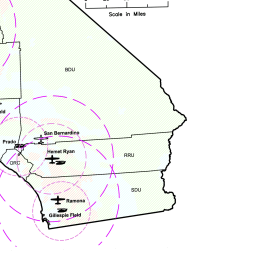 Scale in Miles
BDU
San Bernardino
Prado
Hemet Ryan
RRU
ORC
SDU
Ramona
Gillespie Field